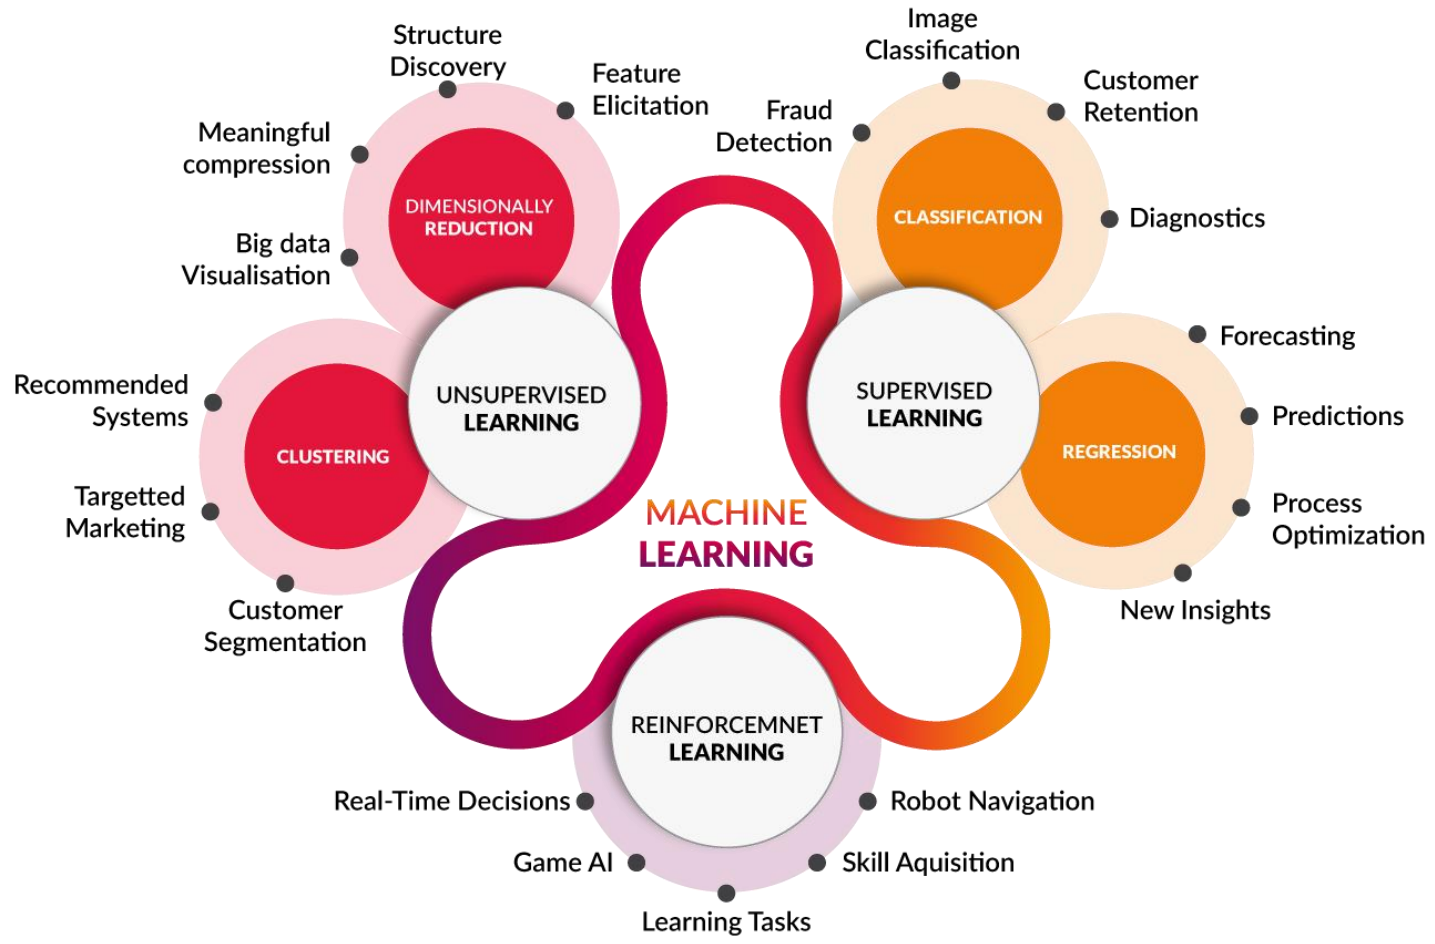 Structure
Discovery
Feature
Elicitation
Meaningful
compression
Big data
Visualisation
DIMENSIONALLY
REDUCTION
Recommended
Systems
Targetted
Marketing
Customer
Segmentation
CLUSTERING
UNSUPERVISED
LEARNING
Image
Classification
Fraud
Detection
Customer
Retention
Diagnostics
CLASSIFICATION
SUPERVISED
LEARNING
Forecasting
Predictions
Process
Optimization
New Insights
REGRESSION
MACHINE
LEARNING
REINFORCEMNET
LEARNING
Real-Time Decisions
Game AI
Learning Tasks
Skill Aquisition
Robot Navigation